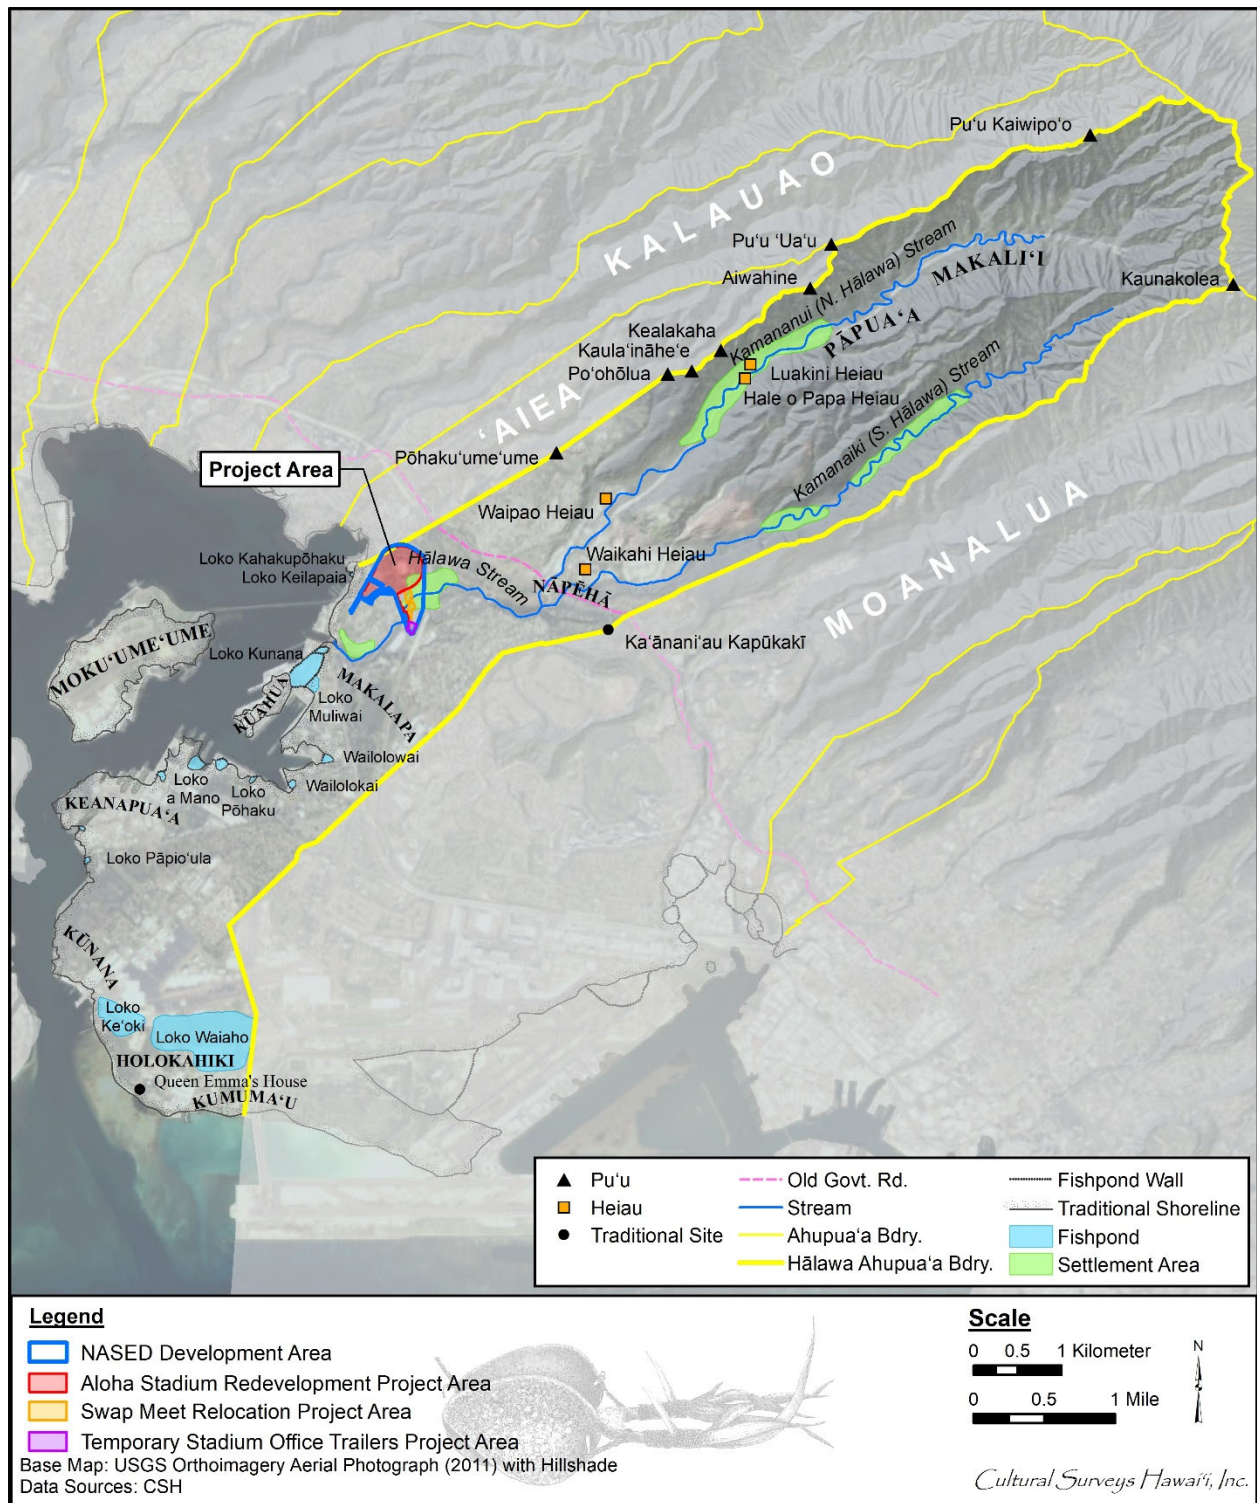 Pu‘u Kaiwipo‘o
KALAUAO
Pu‘u ‘Ua‘u
Aiwahine
Kamananui (N. Hālawa) Stream
MAKALI‘I
Kaunakolea
PĀPUA‘A
Kealakaha
Kaula‘ināhe‘e
Po‘ohōlua
Luakini Heiau
Hale o Papa Heiau
‘AIEA
Kamanaiki (S. Hālawa) Stream
Pōhaku‘ume‘ume
Project Area
Waipao Heiau
MOANALUA
Loko Kahakupōhaku
Loko Keilapaia
Hālawa Stream
Waikahi Heiau
NĀPĒHĀ
Ka‘ānani‘au Kapūkakī
MOKU‘UME‘UME
Loko Kunana
KUAHUA
Loko
Muliwai
MAKALAPA
Wailolowai
Loko
a Mano
Loko
Pōhaku
Wailolokai
KEANAPUA‘A
Loko Pāpio‘ula
KŪNANA
Loko
Ke‘oki
Loko Waiaho
HOLOKAHIKI
Queen Emma's House
KUMUMA‘U
Pu‘u
Heiau
Traditional Site
Old Govt. Rd.
Stream
Ahupua‘a Bdry.
Hālawa Ahupua‘a Bdry.
Fishpond Wall
Traditional Shoreline
Fishpond
Settlement Area
Legend
NASED Development Area
Aloha Stadium Redevelopment Project Area
Swap Meet Relocation Project Area
Temporary Stadium Office Trailers Project Area
Base Map: USGS Orthoimagery Aerial Photograph (2011) with Hillshade
Data Sources: CSH
Scale
0 0.5 1 Kilometer
0 0.5 1 Mile
N
Cultural Surveys Hawai‘i, Inc.